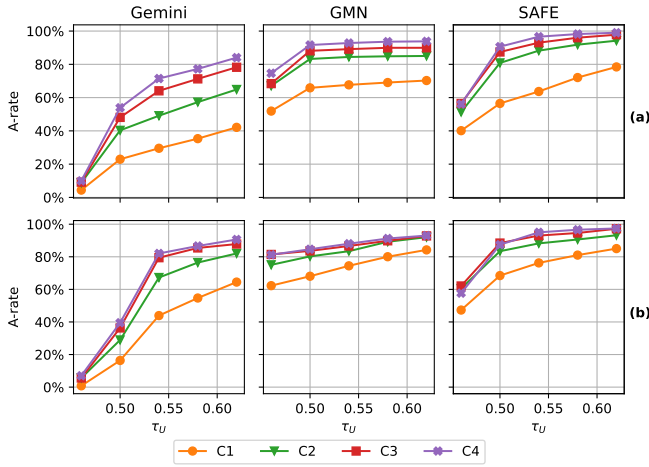 Gemini GMN SAFE
A-rate
100%
80%
60%
40%
20%
0%
(a)
A-rate
100%
80%
60%
40%
20%
0%
(b)
0.50 0.55 0.60 0.50 0.55 0.60 0.50 0.55 0.60
τU τU τU
C1 C2 C3 C4